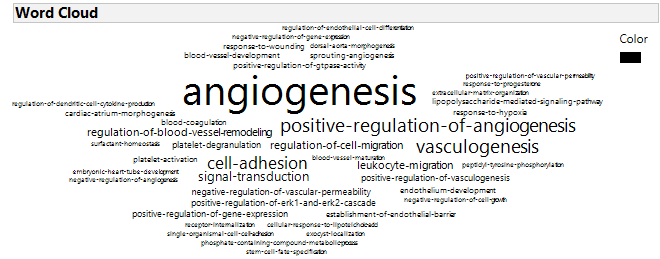 Word Cloud
Color
regulation-of-endothelial-cell-differentiation
negative-regulation-of-gene-expression
response-to-wounding dorsal-aorta-morphogenesis
blood-vessel-development sprouting-angiogenesis
positive-regulation-of-gtpase-activity
positive-regulation-of-vascular-permeability
response-to-progesterone
angiogenesis
extracellular-matrix-organization
regulation-of-dendritic-cell-cytokine-production
lipopolysaccharide-mediated-signaling-pathway
cardiac-atrium-morphogenesis
response-to-hypoxia
blood-coagulation
positive-regulation-of-angiogenesis
regulation-of-blood-vessel-remodeling
surfactant-homeostasis platelet-degranulation regulation-of-cell-migration vasculogenesis
platelet-activation cell-adhesion blood-vessel-maturation
leukocyte-migration peptidyl-tyrosine-phosphorylation
embryonic-heart-tube-development
signal-transduction positive-regulation-of-vasculogenesis
negative-regulation-of-angiogenesis
negative-regulation-of-vascular-permeability endothelium-development
positive-regulation-of-erk1-and-erk2-cascade negative-regulation-of-cell-growth
positive-regulation-of-gene-expression establishment-of-endothelial-barrier
receptor-internalization cellular-response-to-lipoteichoic-acid
single-organismal-cell-cell-adhesion exocyst-localization
phosphate-containing-compound-metabolic-process
stem-cell-fate-specification